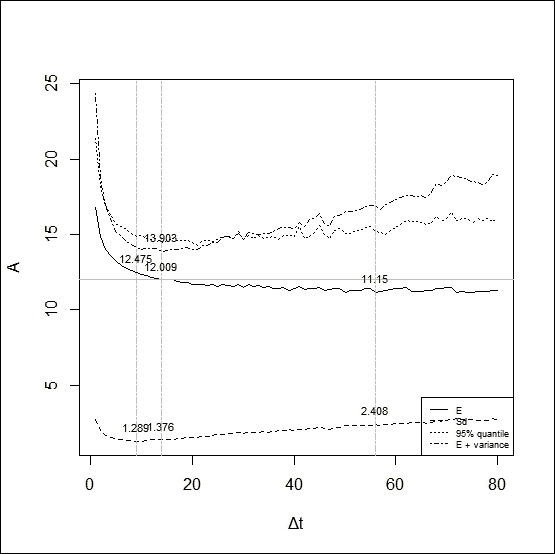 25
20
15
10
5
A
13.903
12.475
12.009
11.15
1.289
1.376
2.408
E
Sd
95% quantile
E + variance
0 20 40 60 80
Δt